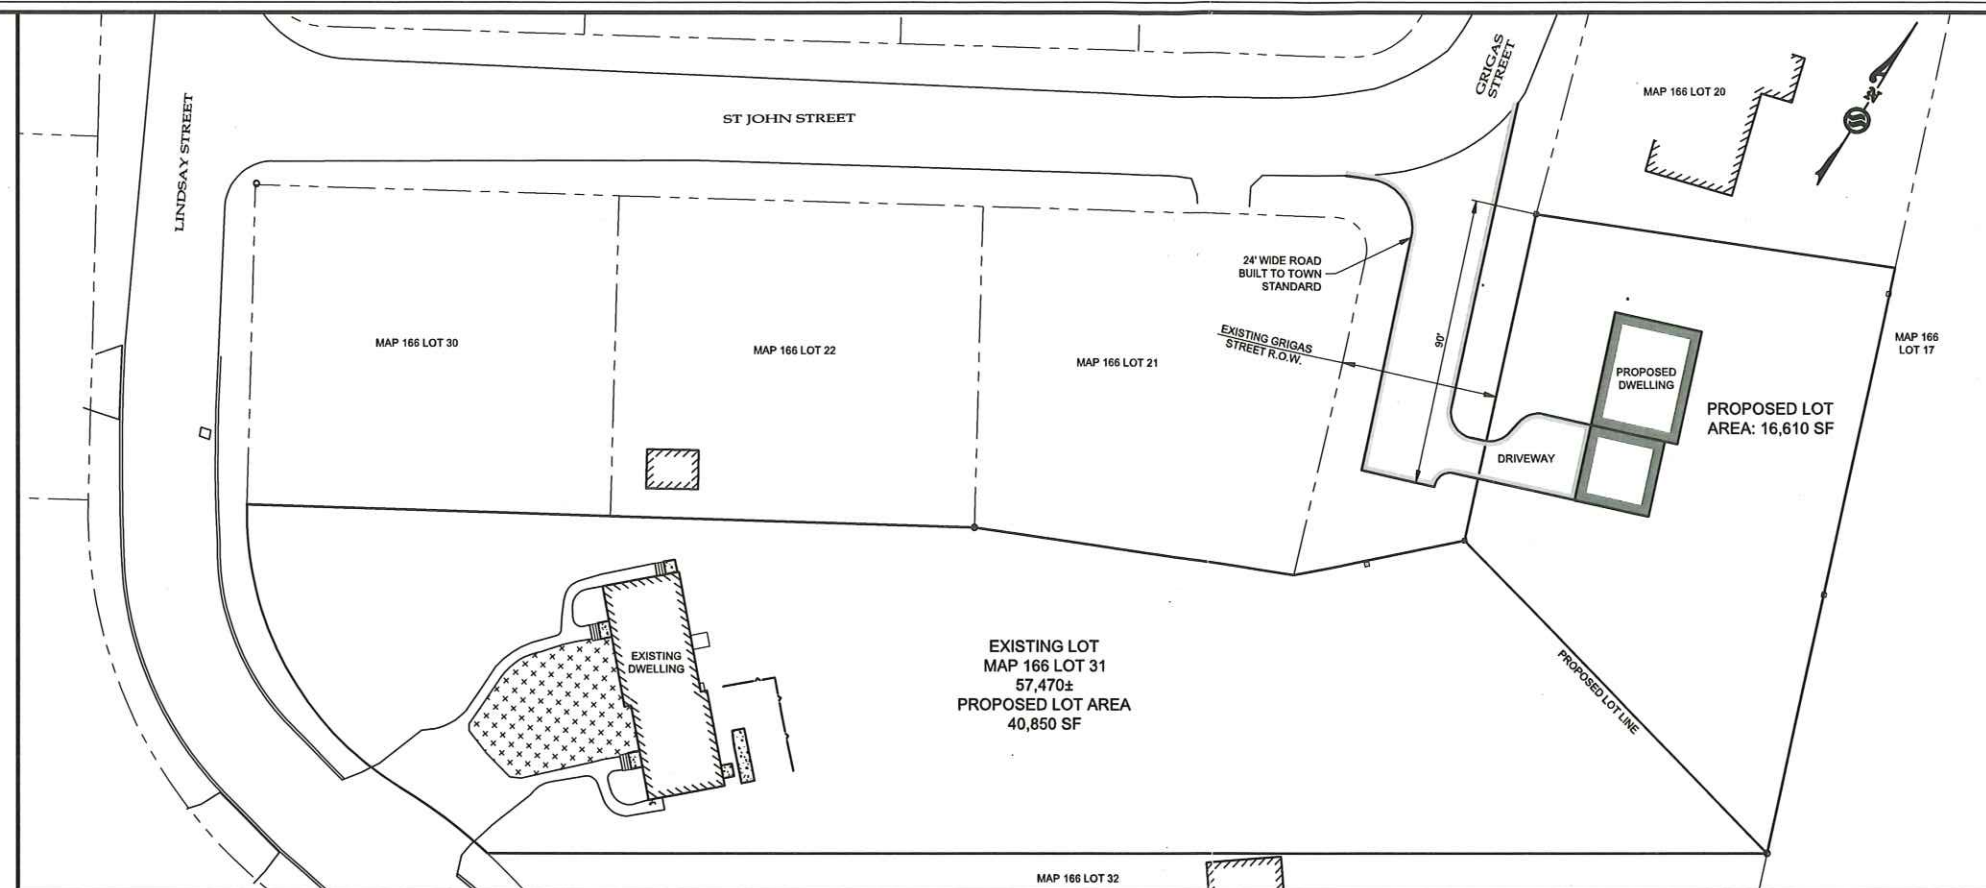 LINDSAY STREET
ST JOHN STREET
GRIGAS
STREET
MAP 166 LOT 20
N
24' WIDE ROAD
BUILT TO TOWN
STANDARD
EXISTING GRIGAS
STREET R.O.W.
90'
MAP 166 LOT 30
MAP 166 LOT 22
MAP 166 LOT 21
MAP 166
LOT 17
PROPOSED
DWELLING
PROPOSED LOT
AREA: 16,610 SF
DRIVEWAY
EXISTING
DWELLING
EXISTING LOT
MAP 166 LOT 31
57,470±
PROPOSED LOT AREA
40,850 SF
PROPOSED LOT LINE
MAP 166 LOT 32